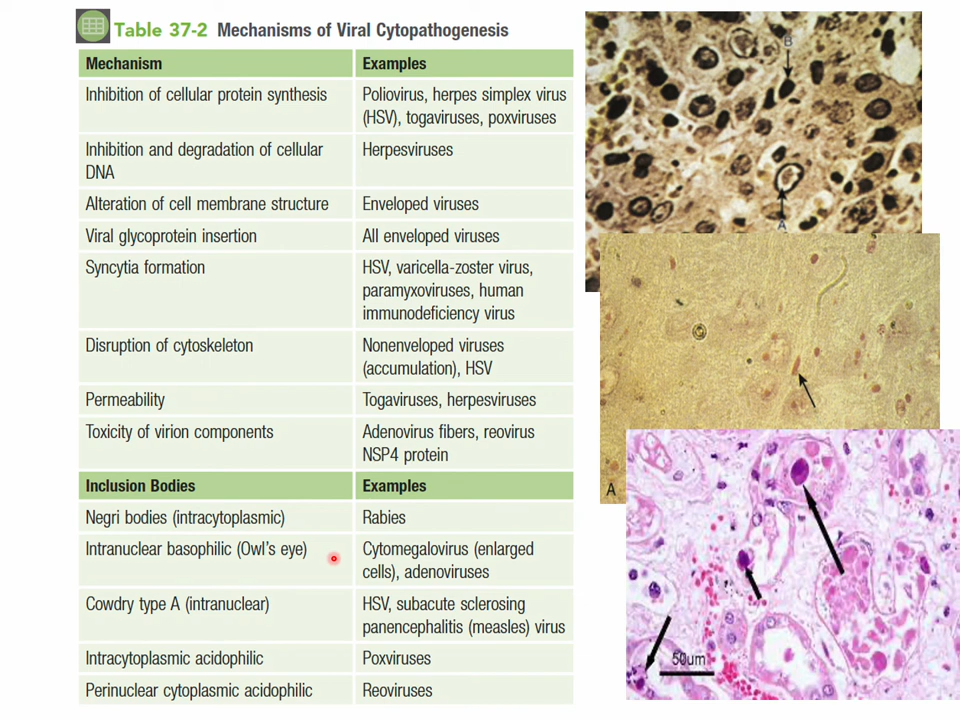 Table 37-2 Mechanisms of Viral Cytopathogenesis
Mechanism Examples
Inhibition of cellular protein synthesis Poliovirus, herpes simplex virus
(HSV), togaviruses, poxviruses
Inhibition and degradation of cellular Herpesviruses
DNA
Alteration of cell membrane structure Enveloped viruses
Viral glycoprotein insertion All enveloped viruses
Syncytia formation HSV, varicella-zoster virus,
paramyxoviruses, human
immunodeficiency virus
Disruption of cytoskeleton Nonenveloped viruses
(accumulation), HSV
Permeability Togaviruses, herpesviruses
Toxicity of virion components Adenovirus fibers, reovirus
NSP4 protein
Inclusion Bodies Examples
Negri bodies (intracytoplasmic) Rabies
Intranuclear basophilic (Owl's eye) Cytomegalovirus (enlarged
cells), adenoviruses
Cowdry type A (intranuclear) HSV, subacute sclerosing
panencephalitis (measles) virus
Intracytoplasmic acidophilic Poxviruses
Perinuclear cytoplasmic acidophilic Reoviruses
B
A
A
50um